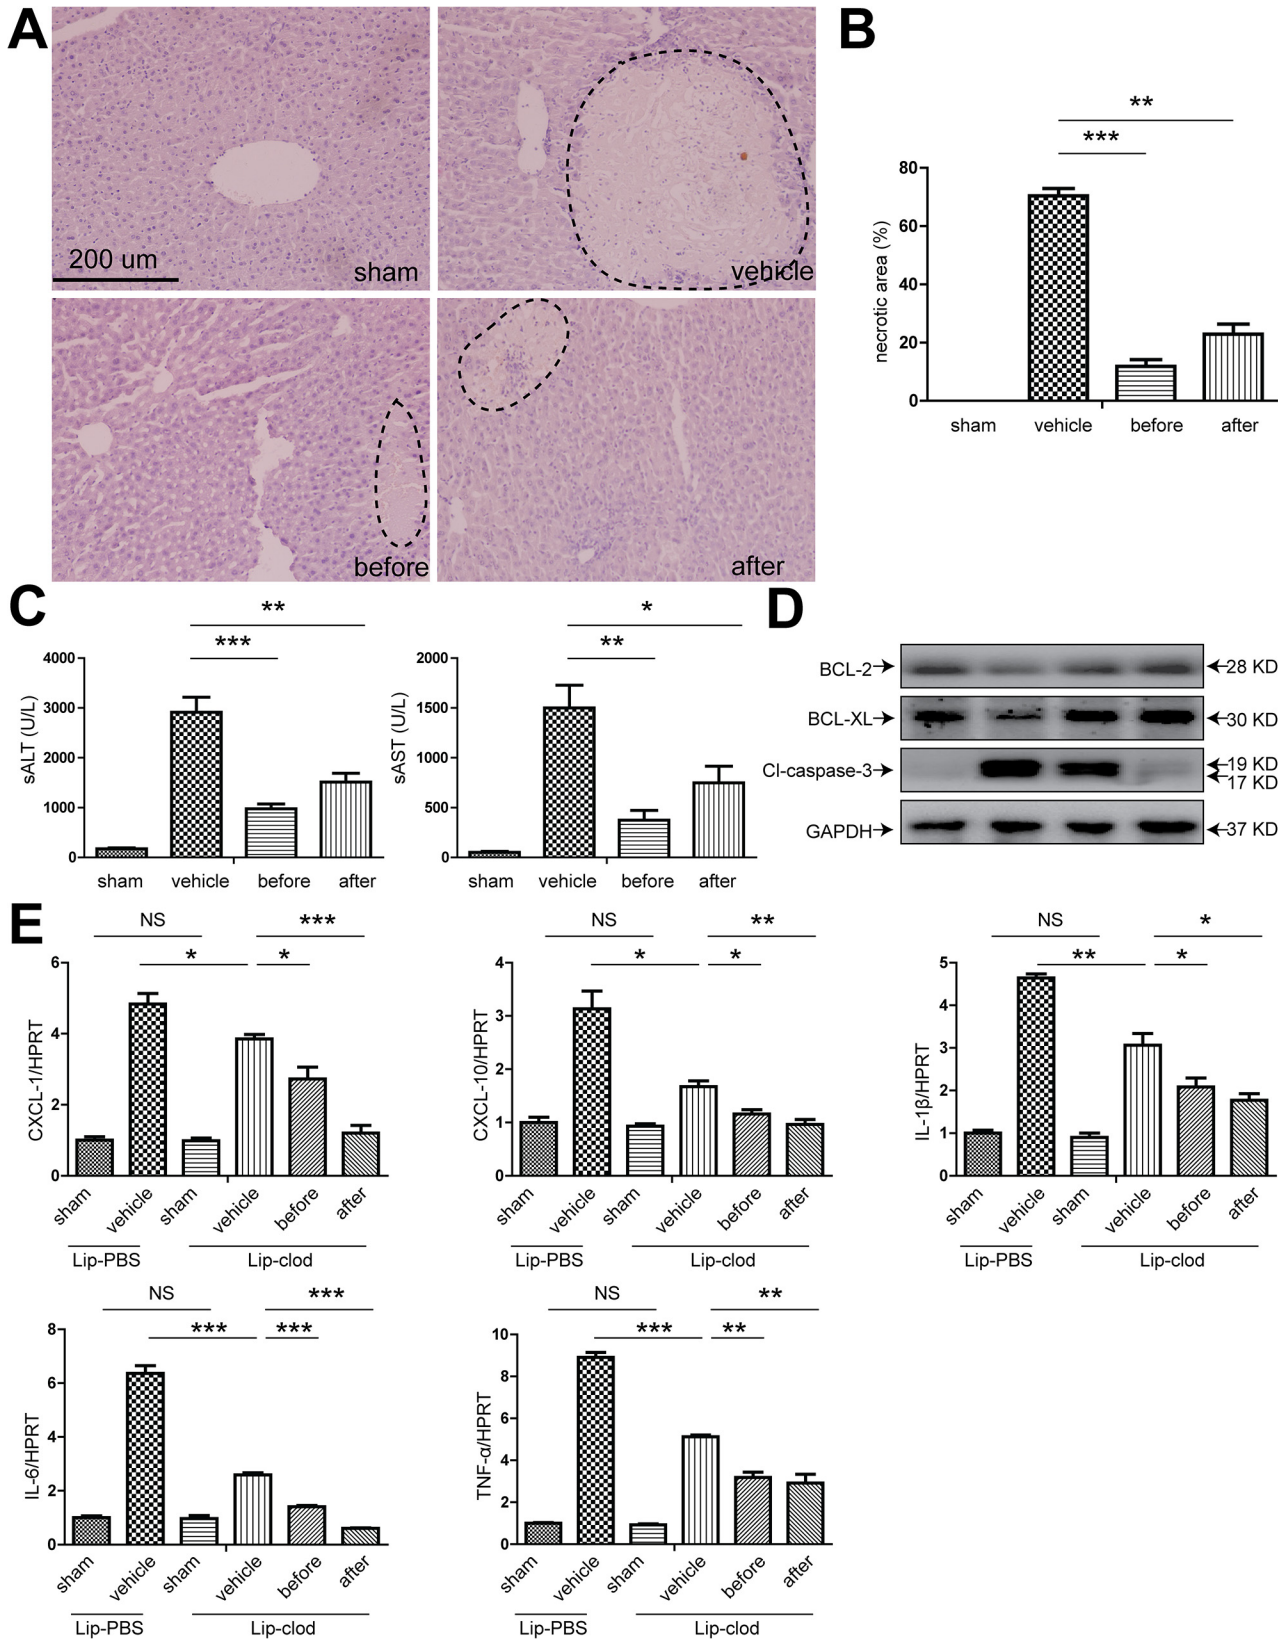 A
200 um
sham
vehicle
before
after
B
**
***
necrotic area (%)
80
60
40
20
0
sham vehicle before after
C
**
***
sALT (U/L)
4000
3000
2000
1000
0
sham vehicle before after
*
**
sAST (U/L)
2000
1500
1000
500
0
sham vehicle before after
D
BCL-2 28 KD
BCL-XL 30 KD
Cl-caspase-3 19 KD
17 KD
GAPDH 37 KD
E
NS ***
* *
CXCL-1/HPRT
6
4
2
0
sham vehicle sham vehicle before after
Lip-PBS Lip-clod
NS **
* *
CXCL-10/HPRT
4
3
2
1
0
sham vehicle sham vehicle before after
Lip-PBS Lip-clod
NS *
** *
IL-1β/HPRT
5
4
3
2
1
0
sham vehicle sham vehicle before after
Lip-PBS Lip-clod
NS ***
*** ***
IL-6/HPRT
8
6
4
2
0
sham vehicle sham vehicle before after
Lip-PBS Lip-clod
NS **
*** **
TNF-α/HPRT
10
8
6
4
2
0
sham vehicle sham vehicle before after
Lip-PBS Lip-clod